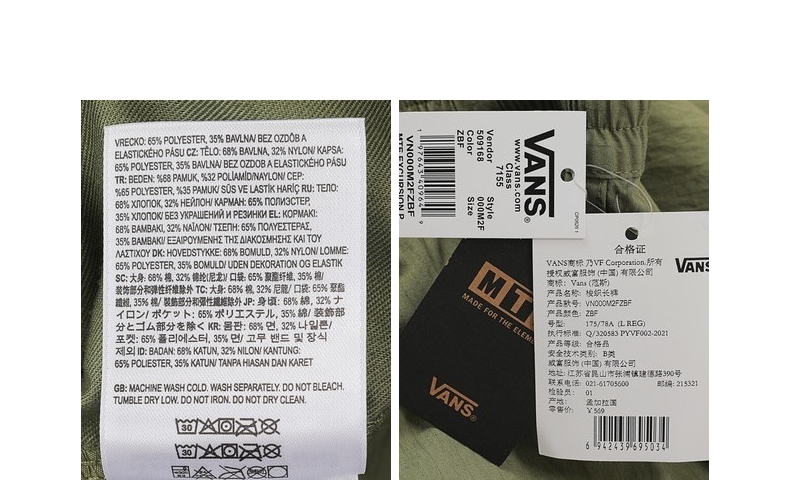 VRECKO: 65% POLYESTER, 35% BAVLNA/ BEZ OZDÔB A
ELASTICKÉHO PÁSU CZ: TĚLO: 68% BAVLNA, 32% NYLON/ KAPSA:
65% POLYESTER, 35% BAVLNA/ BEZ OZDOB A ELASTICKÉHO PÁSU
TR: BEDEN: %68 PAMUK, %32 POLİAMİD/NAYLON/ CEP:
%65 POLYESTER, %35 PAMUK/ SÜS VE LASTİK HARİÇ RU: ТЕЛО:
68% ХЛОПОК, 32% НЕЙЛОН/ КАРМАН: 65% ПОЛИЭСТЕР,
35% ХЛОПОК/ БЕЗ УКРАШЕНИЙ И РЕЗИНКИ EL: ΚΟΡΜΑΚΙ:
68% ΒΑΜΒΑΚΙ, 32% ΝΑΪΛΟΝ/ ΤΣΕΠΗ: 65% ΠΟΛΥΕΣΤΕΡΑΣ,
35% ΒΑΜΒΑΚΙ/ ΕΞΑΙΡΟΥΜΕΝΗΣ ΤΗΣ ΔΙΑΚΟΣΜΗΣΗΣ ΚΑΙ ΤΟΥ
ΛΑΣΤΙΧΟΥ DK: HOVEDSTYKKE: 68% BOMULD, 32% NYLON/ LOMME:
65% POLYESTER, 35% BOMULD/ UDEN DEKORATION OG ELASTIK
SC: 大身: 68% 棉, 32% 锦纶(尼龙)/ 口袋: 65% 聚酯纤维, 35% 棉/
装饰部分和弹性纤维除外 TC: 大身: 68% 棉, 32% 尼龍/ 口袋: 65% 聚酯
纖維, 35% 棉/ 裝飾部分和彈性纖維除外 JP: 身頃: 68% 綿, 32% ナ
イロン/ ポケット: 65% ポリエステル, 35% 綿/ 装飾部
分とゴム部分を除く KR: 몸판: 68% 면, 32% 나일론/
포켓: 65% 폴리에스터, 35% 면/ 고무 밴드 및 장식
제외 ID: BADAN: 68% KATUN, 32% NILON/ KANTUNG:
65% POLIESTER, 35% KATUN/ TANPA HIASAN DAN KARET
GB: MACHINE WASH COLD. WASH SEPARATELY. DO NOT BLEACH.
TUMBLE DRY LOW. DO NOT IRON. DO NOT DRY CLEAN.
30
30
30
VANS
®
www.vans.com
Class
7155
Vendor
509168
Style
000M2F
Color
ZBF
Size
VN000M2FZBF
MTE EXCURSION P
MTE
MADE FOR THE ELEME
VANS
®
合格证
VANS
VANS商标 乃VF Corporation.所有
授权威富服饰 (中国) 有限公司
商标: Vans (范斯)
产品名称: 梭织长裤
产品款号: VN000M2FZBF
产品颜色: ZBF
号型: 175/78A (L REG)
执行标准: Q/320583 PYVF002-2021
产品等级: 合格品
安全技术类别: B类
威富服饰 (中国) 有限公司
地址: 江苏省昆山市张浦镇建德路390号
联系电话: 021-61705600 邮编: 215321
检验员: 01
产地: 孟加拉国
零售价: ¥ 569
6 942439 695034